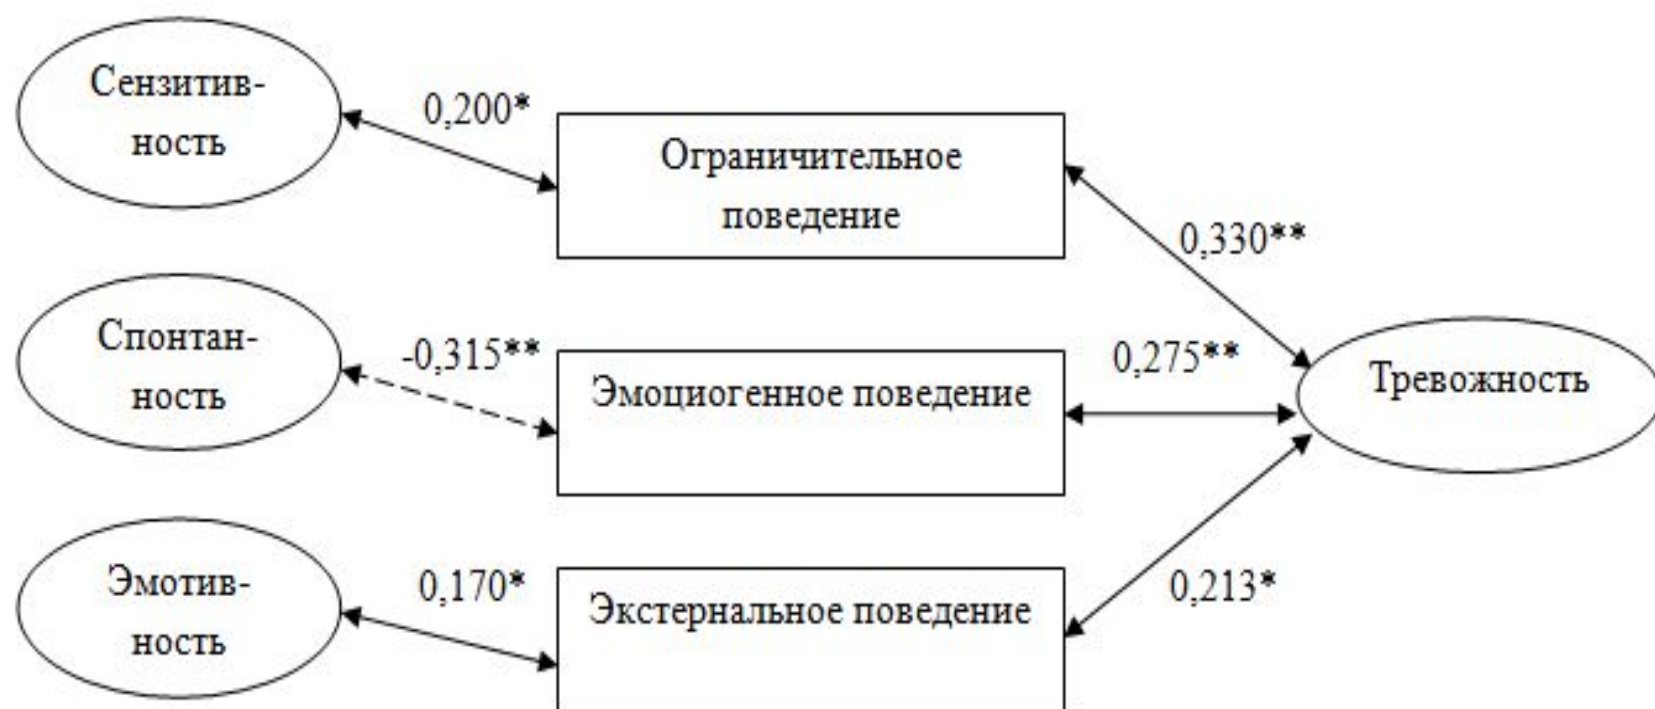 Сензитив-
ность
0,200*
Ограничительное
поведение
0,330**
Спонтан-
ность
-0,315**
Эмоциогенное поведение
0,275**
Тревожность
Эмотив-
ность
0,170*
Экстернальное поведение
0,213*